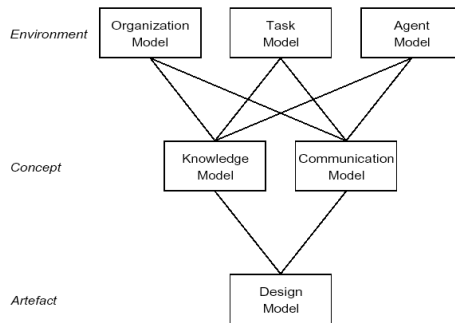 Environment
Organization
Model
Task
Model
Agent
Model
Concept
Knowledge
Model
Communication
Model
Artefact
Design
Model